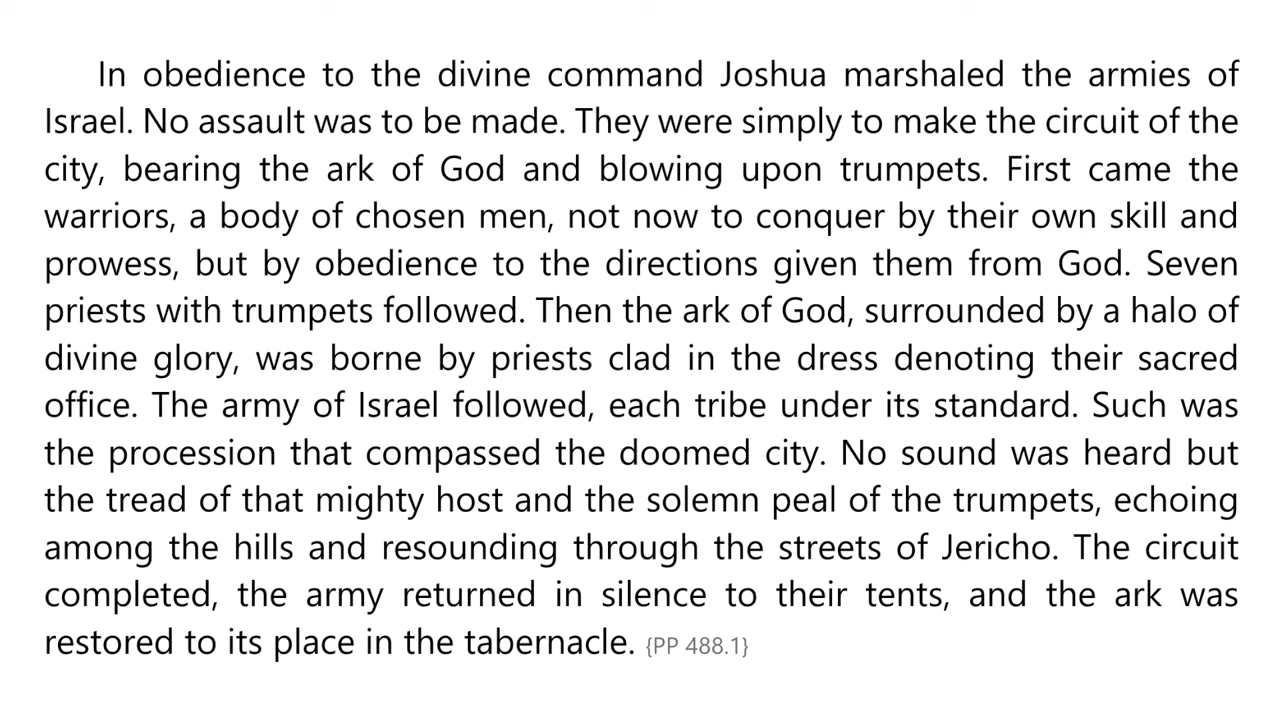 In obedience to the divine command Joshua marshaled the armies of
Israel. No assault was to be made. They were simply to make the circuit of the
city, bearing the ark of God and blowing upon trumpets. First came the
warriors, a body of chosen men, not now to conquer by their own skill and
prowess, but by obedience to the directions given them from God. Seven
priests with trumpets followed. Then the ark of God, surrounded by a halo of
divine glory, was borne by priests clad in the dress denoting their sacred
office. The army of Israel followed, each tribe under its standard. Such was
the procession that compassed the doomed city. No sound was heard but
the tread of that mighty host and the solemn peal of the trumpets, echoing
among the hills and resounding through the streets of Jericho. The circuit
completed, the army returned in silence to their tents, and the ark was
restored to its place in the tabernacle. {PP 488.1}